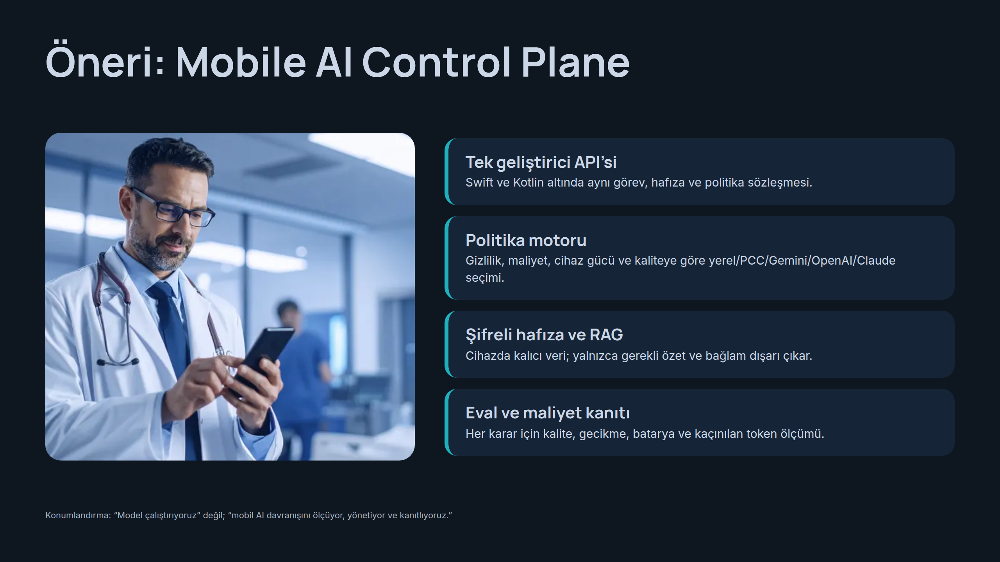 Öneri: Mobile AI Control Plane
Tek geliştirici API’si
Swift ve Kotlin altında aynı görev, hafıza ve politika sözleşmesi.
Politika motoru
Gizlilik, maliyet, cihaz gücü ve kaliteye göre yerel/PCC/Gemini/OpenAI/Claude
seçimi.
Şifreli hafıza ve RAG
Cihazda kalıcı veri; yalnızca gerekli özet ve bağlam dışarı çıkar.
Eval ve maliyet kanıtı
Her karar için kalite, gecikme, batarya ve kaçınılan token ölçümü.
Konumlandırma: “Model çalıştırıyoruz” değil; “mobil AI davranışını ölçüyor, yönetiyor ve kanıtlıyoruz.”